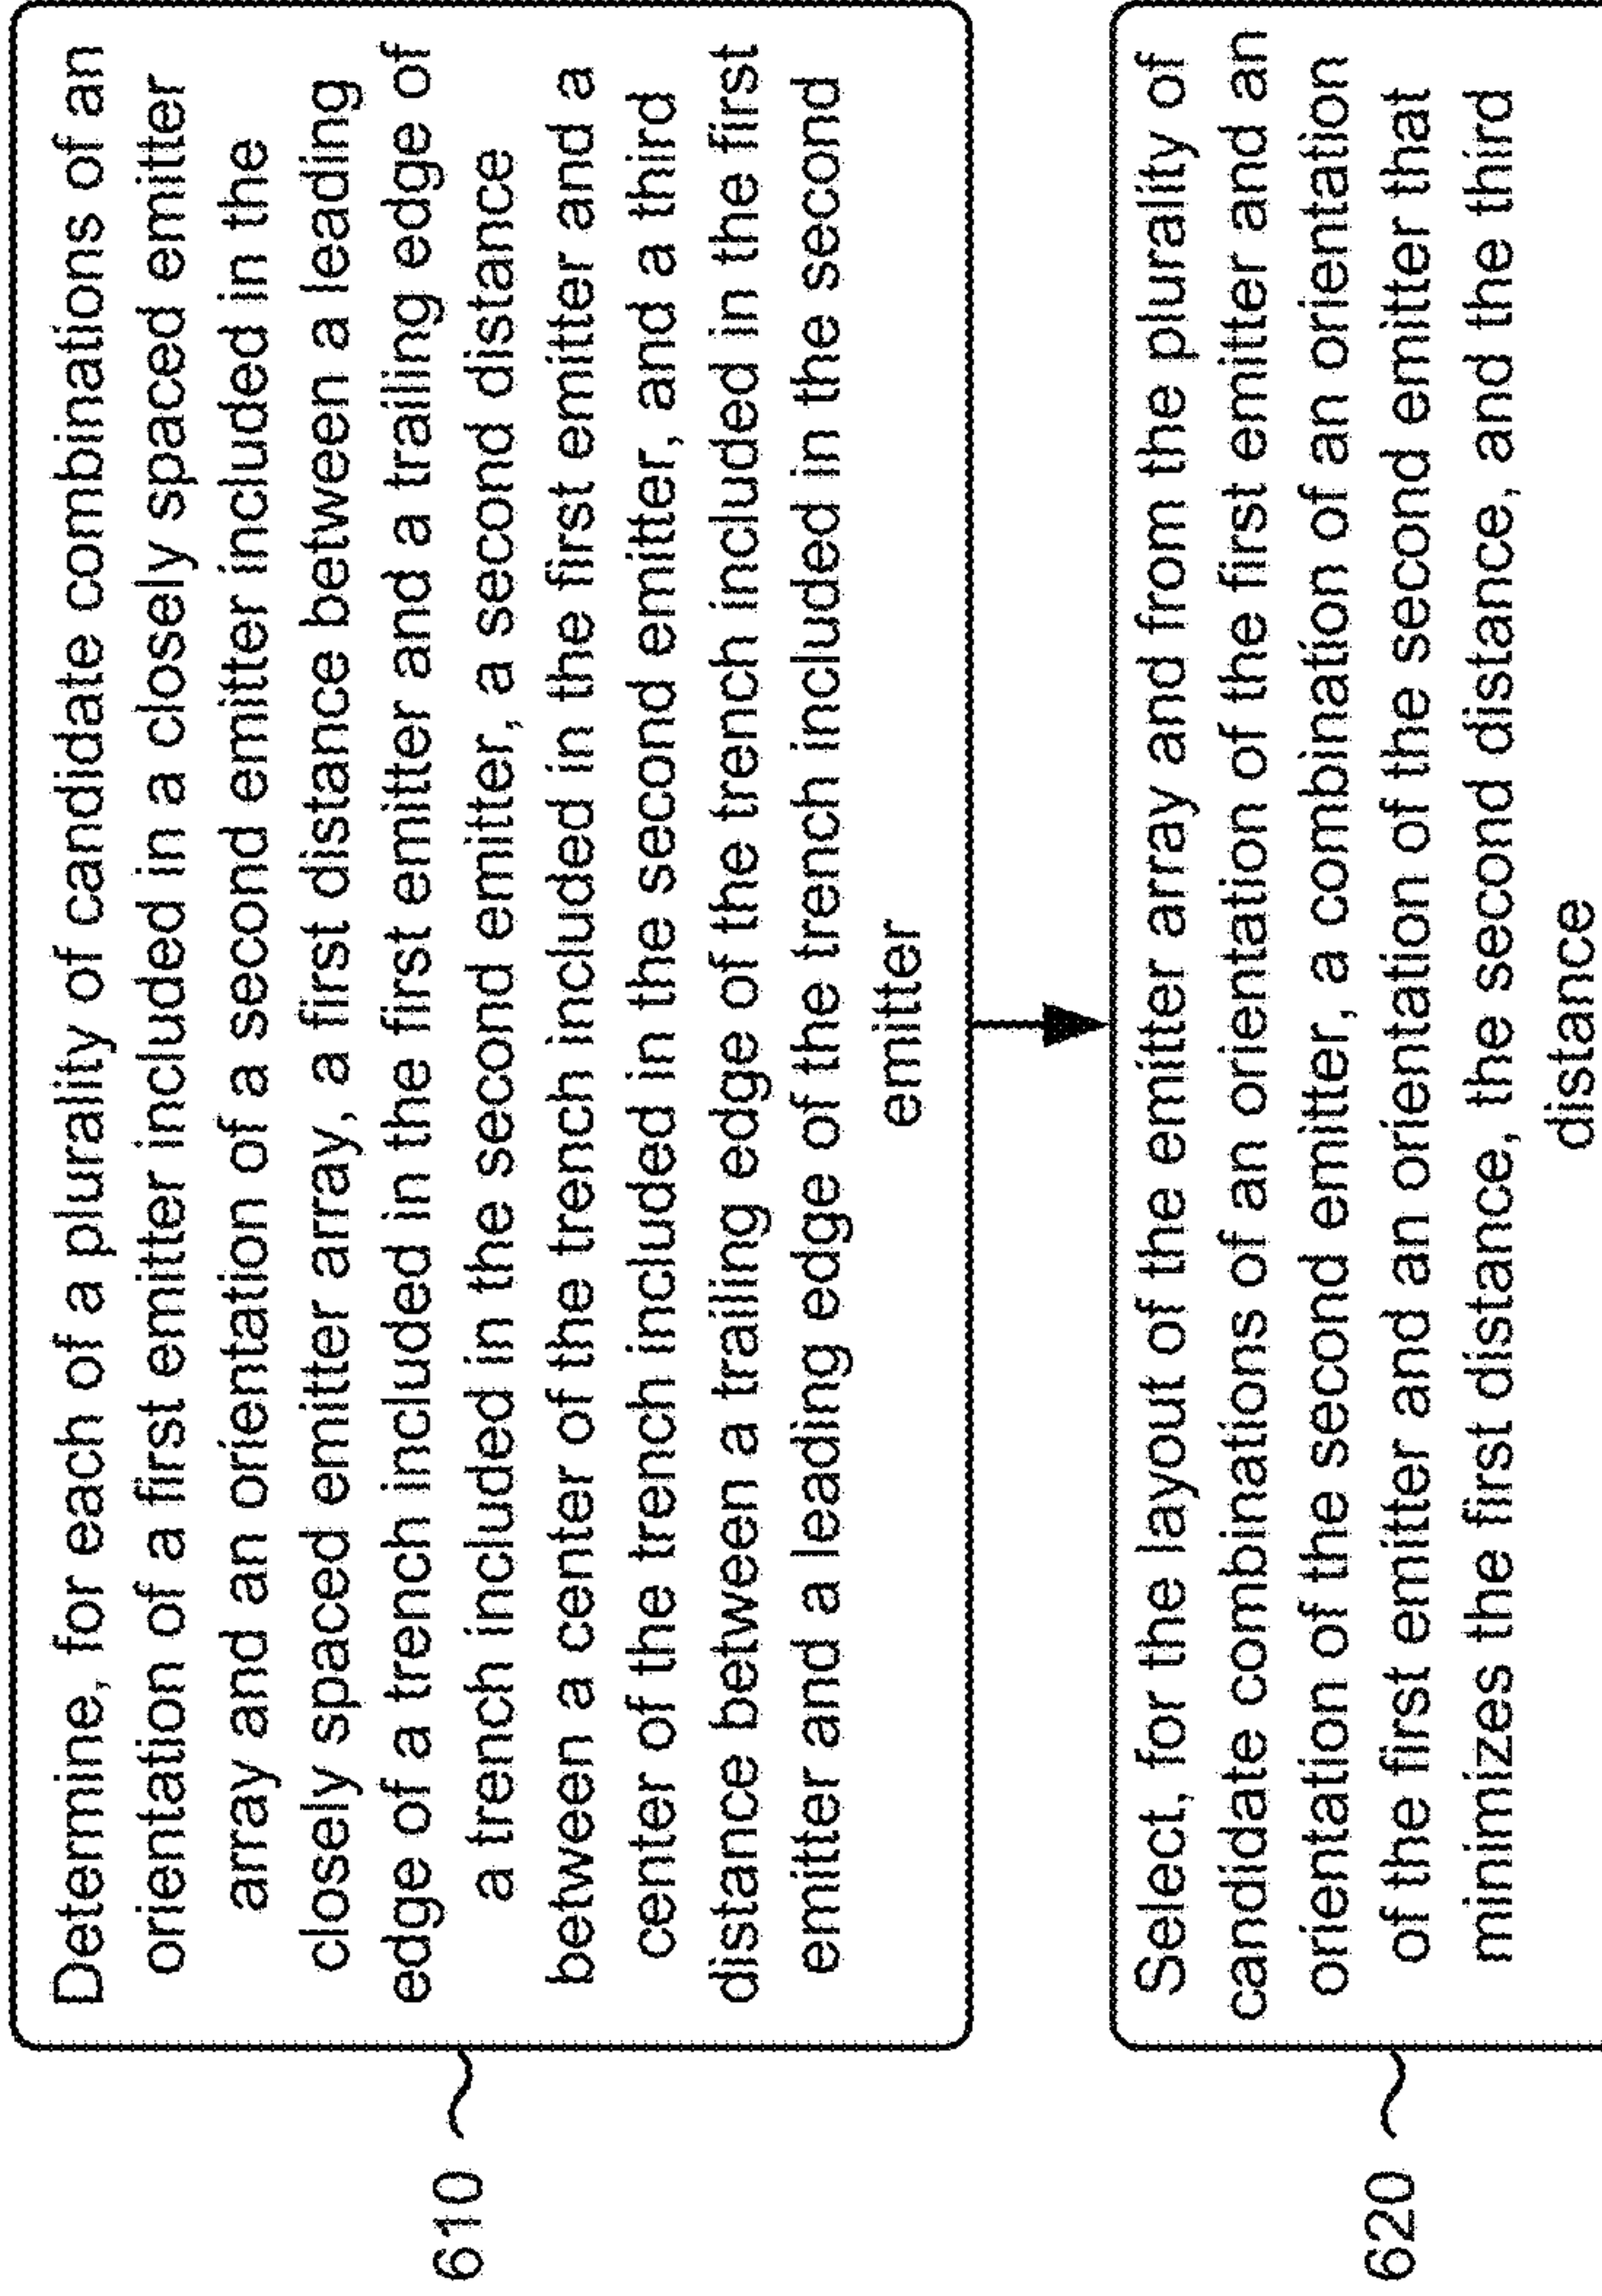 610
Determine, for each of a plurality of candidate combinations of an
orientation of a first emitter included in a closely spaced emitter
array and an orientation of a second emitter included in the
closely spaced emitter array, a first distance between a leading
edge of a trench included in the first emitter and a trailing edge of
a trench included in the second emitter, a second distance
between a center of the trench included in the first emitter and a
center of the trench included in the second emitter, and a third
distance between a trailing edge of the trench included in the first
emitter and a leading edge of the trench included in the second
emitter
620
Select, for the layout of the emitter array and from the plurality of
candidate combinations of an orientation of the first emitter and an
orientation of the second emitter, a combination of an orientation
of the first emitter and an orientation of the second emitter that
minimizes the first distance, the second distance, and the third
distance